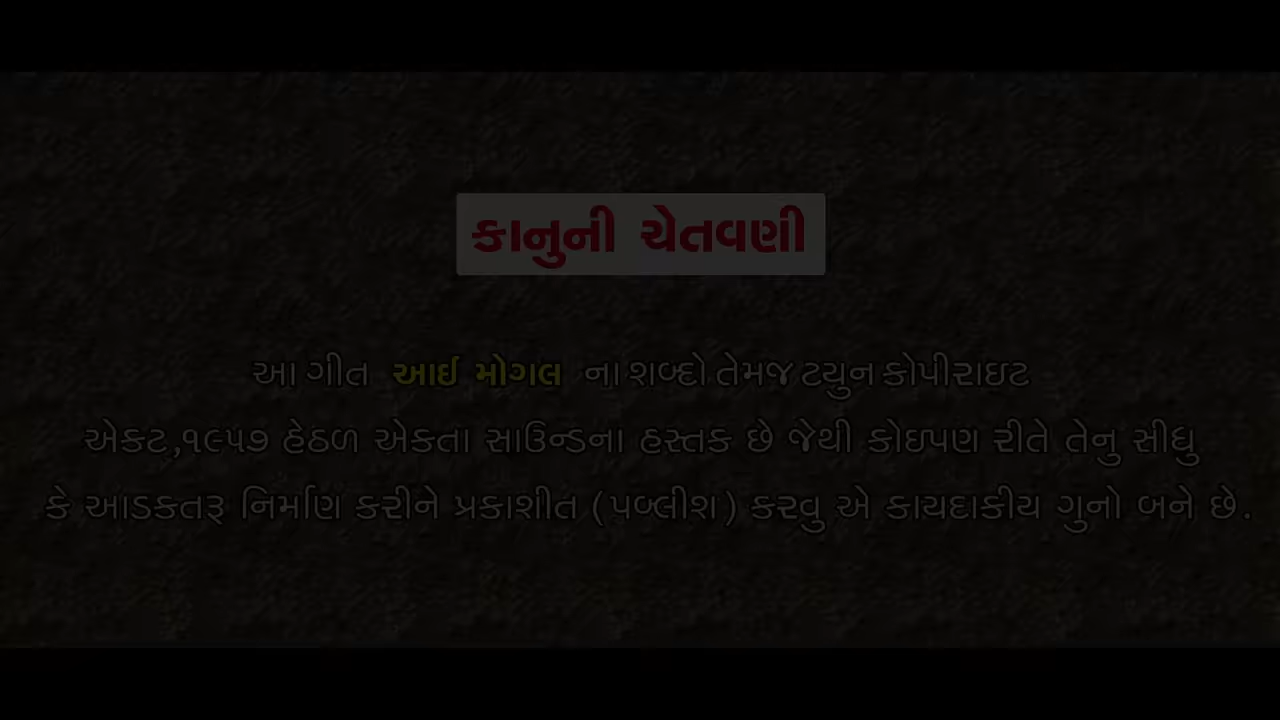 કાનુની ચેતવણી
આ ગીત આઈ મોગલ ના શબ્દો તેમજ ટયુન કોપીરાઇટ
એકટ,૧૯૫૭ હેઠળ એકતા સાઉન્ડના હસ્તક છે જેથી કોઇપણ રીતે તેનુ સીધુ
કે આડકતરૂ નિર્માણ કરીને પ્રકાશીત (પબ્લીશ) કરવુ એ કાયદાકીય ગુનો બને છે.